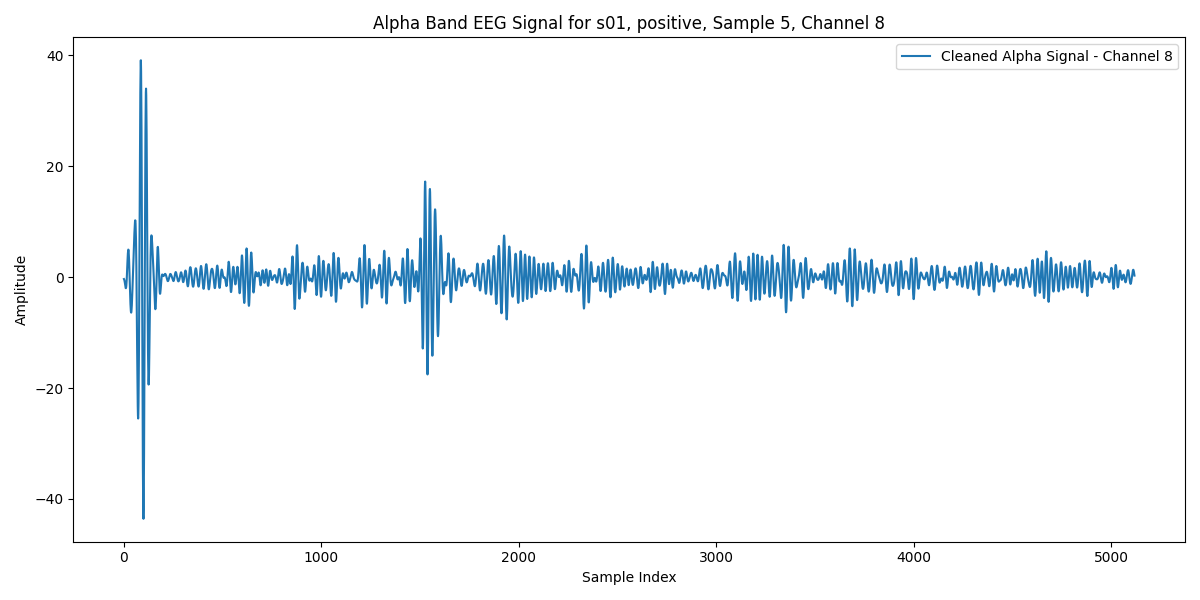 Alpha Band EEG Signal for s01, positive, Sample 5, Channel 8
Cleaned Alpha Signal - Channel 8
Amplitude
40
20
0
−20
−40
0 1000 2000 3000 4000 5000
Sample Index